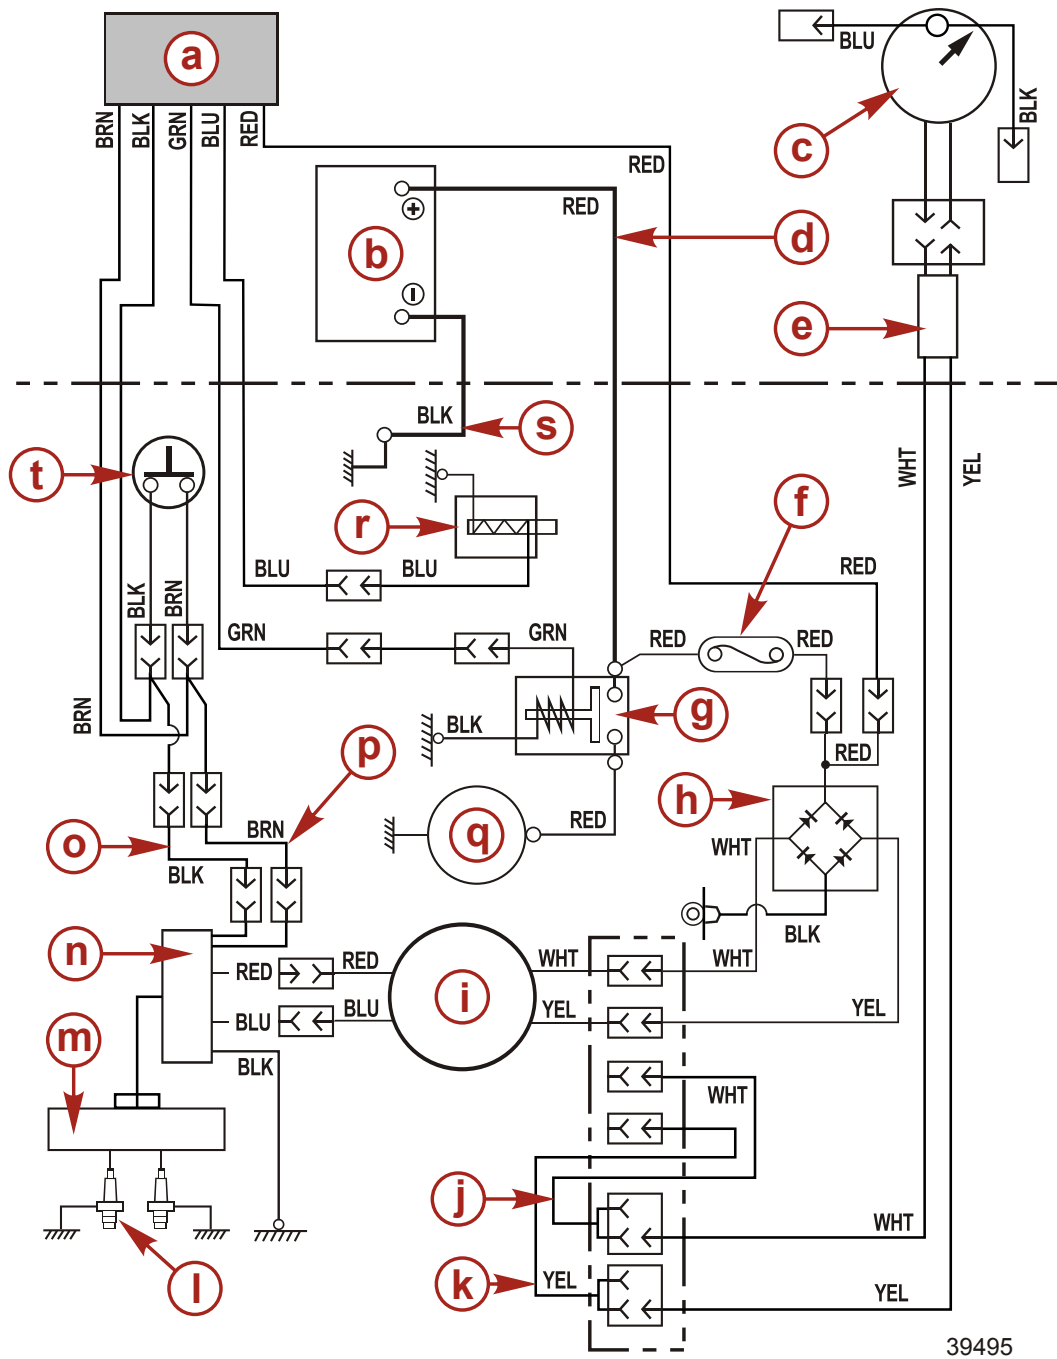 a
BRN
BLK
GRN
BLU
RED
BLU
BLK
c
RED
RED
b
d
e
BLK
s
t
WHT
YEL
r
f
BLU
BLU
RED
BLK
BRN
GRN
GRN
RED
RED
BRN
BLK
g
p
RED
h
q
RED
BRN
o
WHT
BLK
BLK
n
RED
RED
i
WHT
WHT
BLU
BLU
YEL
YEL
m
BLK
WHT
j
WHT
l
k
YEL
YEL
39495